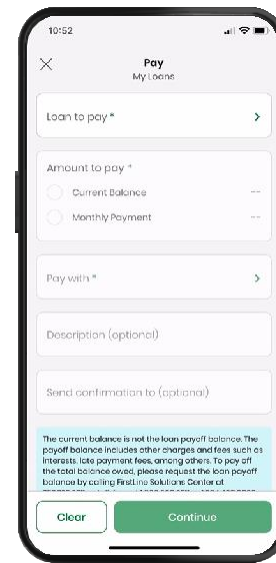 10:52
Pay
My Loans
Loan to pay *
Amount to pay *
Current Balance --
Monthly Payment --
Pay with *
Description (optional)
Send confirmation to (optional)
The current balance is not the loan payoff balance. The
payoff balance includes other charges and fees such as
interests, late payment fees, among others. To pay off
the total balance owed, please request the loan payoff
balance by calling FirstLine Solutions Center at
Clear
Continue